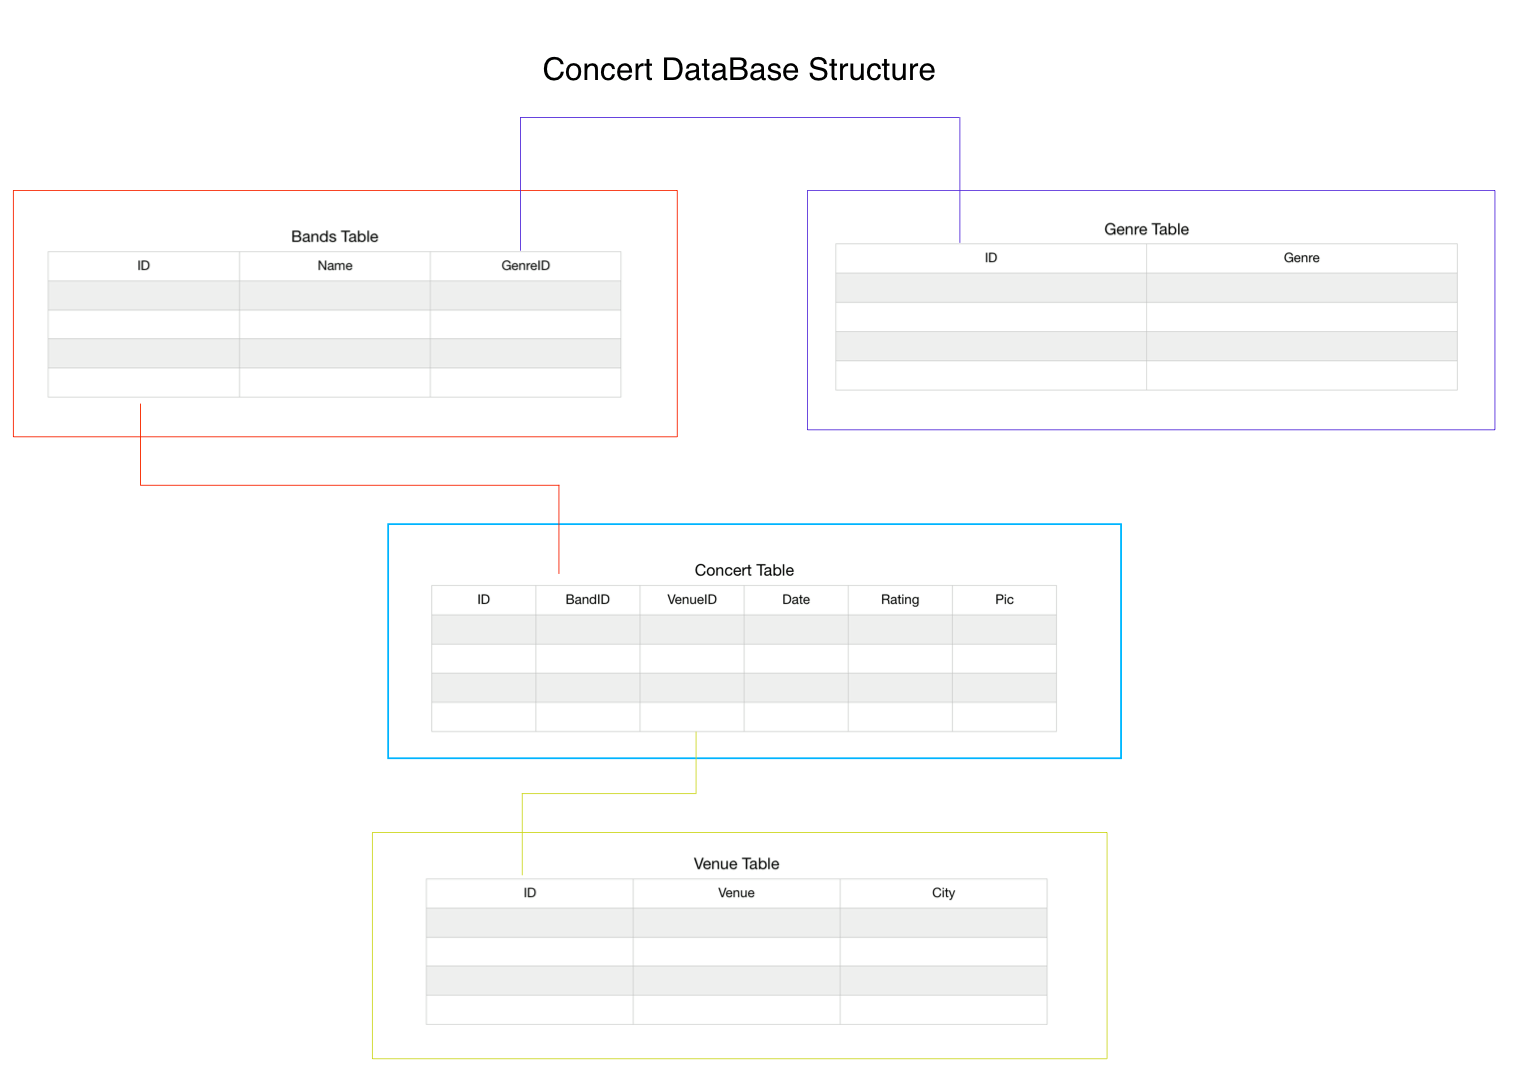 Concert DataBase Structure
Bands Table
ID Name GenreID
Genre Table
ID Genre
Concert Table
ID BandID VenueID Date Rating Pic
Venue Table
ID Venue City